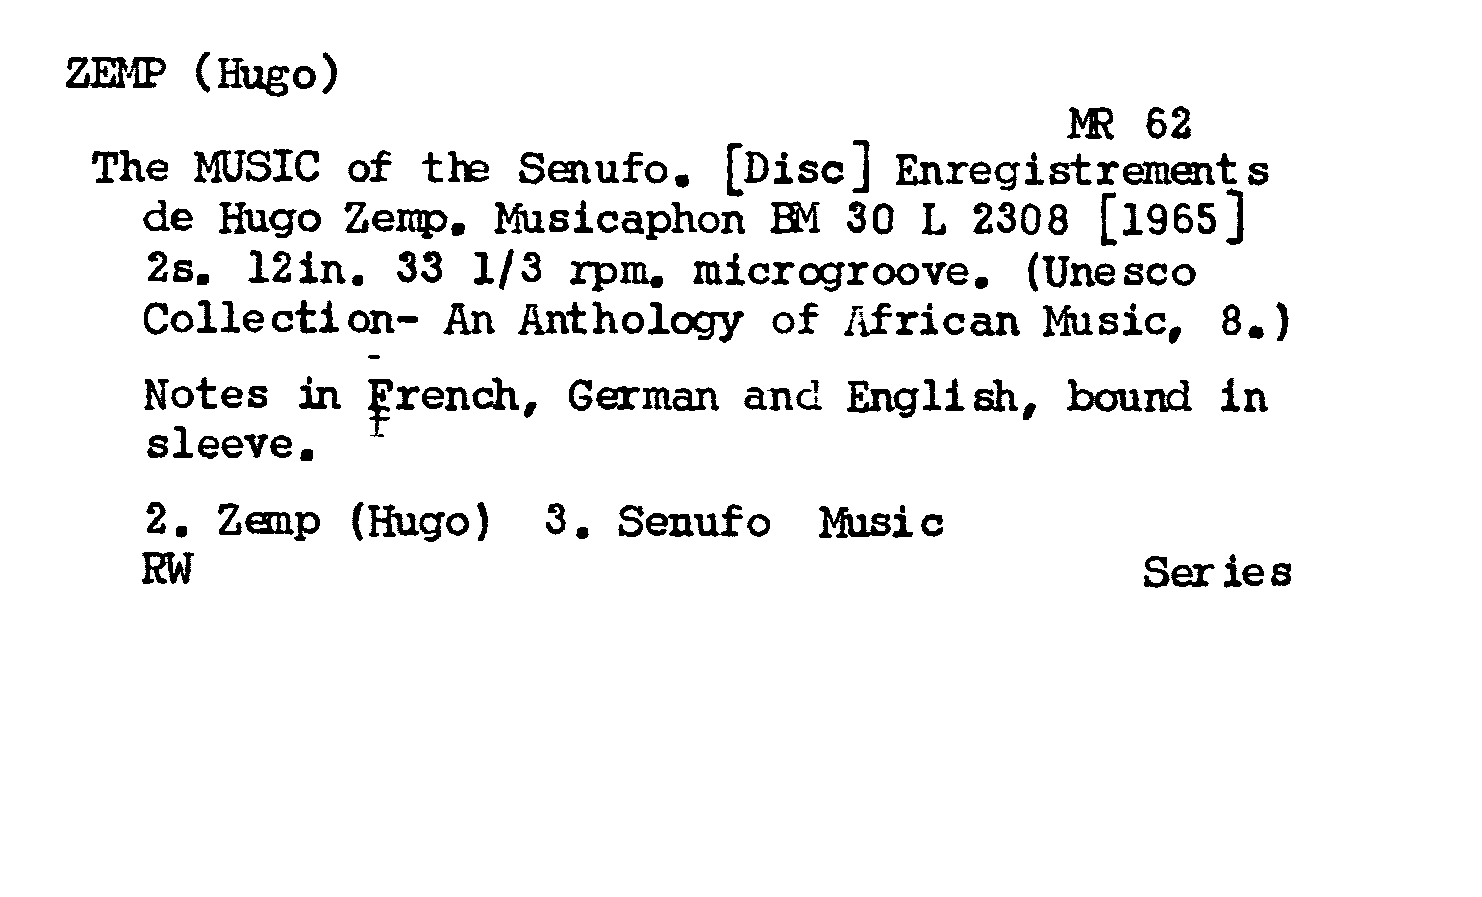 ZEMP (Hugo)
MR 62
The MUSIC of the Senufo. [Disc] Enregistrements
de Hugo Zemp. Musicaphon BM 30 L 2308 [1965]
2s. 12in. 33 1/3 rpm. microgroove. (Unesco
Collection- An Anthology of African Music, 8.)
Notes in French, German and English, bound in
sleeve.
2. Zemp (Hugo) 3. Senufo Music
RW Series